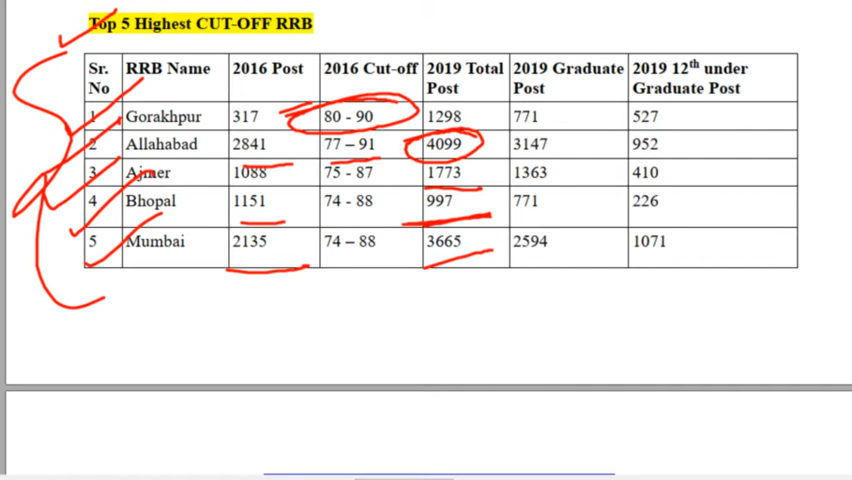 Top 5 Highest CUT-OFF RRB
Sr. No RRB Name 2016 Post 2016 Cut-off 2019 Total Post 2019 Graduate Post 2019 12th under Graduate Post
1 Gorakhpur 317 80 - 90 1298 771 527
2 Allahabad 2841 77 – 91 4099 3147 952
3 Ajmer 1088 75 - 87 1773 1363 410
4 Bhopal 1151 74 - 88 997 771 226
5 Mumbai 2135 74 – 88 3665 2594 1071